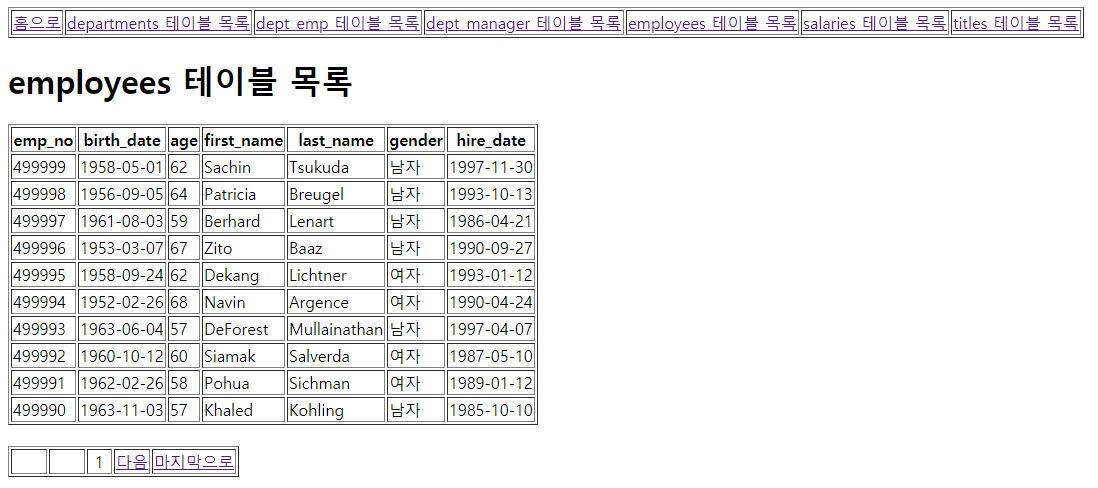 홈으로 departments 테이블 목록 dept_emp 테이블 목록 dept_manager 테이블 목록 employees 테이블 목록 salaries 테이블 목록 titles 테이블 목록
employees 테이블 목록
emp_no birth_date age first_name last_name gender hire_date
499999 1958-05-01 62 Sachin Tsukuda 남자 1997-11-30
499998 1956-09-05 64 Patricia Breugel 남자 1993-10-13
499997 1961-08-03 59 Berhard Lenart 남자 1986-04-21
499996 1953-03-07 67 Zito Baaz 남자 1990-09-27
499995 1958-09-24 62 Dekang Lichtner 여자 1993-01-12
499994 1952-02-26 68 Navin Argence 여자 1990-04-24
499993 1963-06-04 57 DeForest Mullainathan 남자 1997-04-07
499992 1960-10-12 60 Siamak Salverda 여자 1987-05-10
499991 1962-02-26 58 Pohua Sichman 여자 1989-01-12
499990 1963-11-03 57 Khaled Kohling 남자 1985-10-10
1 다음 마지막으로